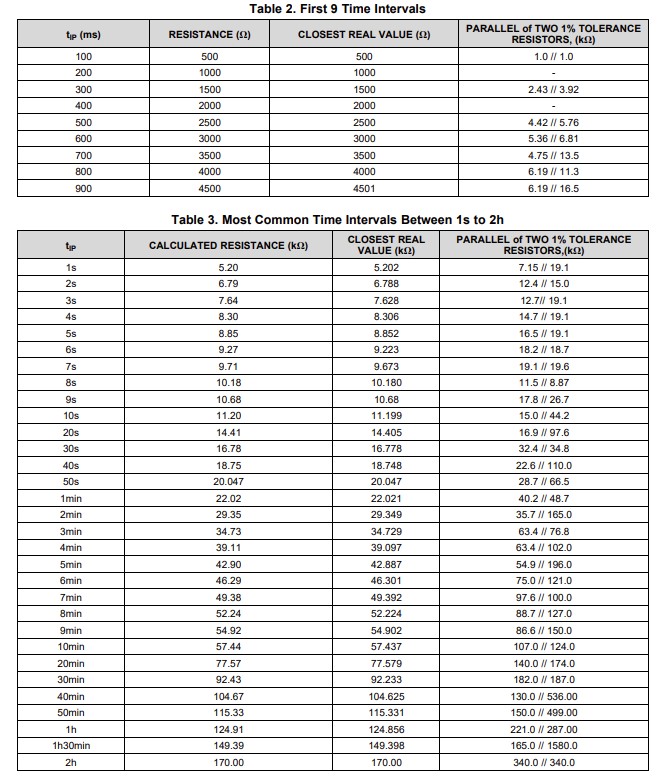 Table 2. First 9 Time Intervals
tIP (ms) RESISTANCE (Ω) CLOSEST REAL VALUE (Ω) PARALLEL of TWO 1% TOLERANCE RESISTORS, (kΩ)
100 500 500 1.0 // 1.0
200 1000 1000 -
300 1500 1500 2.43 // 3.92
400 2000 2000 -
500 2500 2500 4.42 // 5.76
600 3000 3000 5.36 // 6.81
700 3500 3500 4.75 // 13.5
800 4000 4000 6.19 // 11.3
900 4500 4501 6.19 // 16.5
Table 3. Most Common Time Intervals Between 1s to 2h
tIP CALCULATED RESISTANCE (kΩ) CLOSEST REAL VALUE (kΩ) PARALLEL of TWO 1% TOLERANCE RESISTORS,(kΩ)
1s 5.20 5.202 7.15 // 19.1
2s 6.79 6.788 12.4 // 15.0
3s 7.64 7.628 12.7// 19.1
4s 8.30 8.306 14.7 // 19.1
5s 8.85 8.852 16.5 // 19.1
6s 9.27 9.223 18.2 // 18.7
7s 9.71 9.673 19.1 // 19.6
8s 10.18 10.180 11.5 // 8.87
9s 10.68 10.68 17.8 // 26.7
10s 11.20 11.199 15.0 // 44.2
20s 14.41 14.405 16.9 // 97.6
30s 16.78 16.778 32.4 // 34.8
40s 18.75 18.748 22.6 // 110.0
50s 20.047 20.047 28.7 // 66.5
1min 22.02 22.021 40.2 // 48.7
2min 29.35 29.349 35.7 // 165.0
3min 34.73 34.729 63.4 // 76.8
4min 39.11 39.097 63.4 // 102.0
5min 42.90 42.887 54.9 // 196.0
6min 46.29 46.301 75.0 // 121.0
7min 49.38 49.392 97.6 // 100.0
8min 52.24 52.224 88.7 // 127.0
9min 54.92 54.902 86.6 // 150.0
10min 57.44 57.437 107.0 // 124.0
20min 77.57 77.579 140.0 // 174.0
30min 92.43 92.233 182.0 // 187.0
40min 104.67 104.625 130.0 // 536.00
50min 115.33 115.331 150.0 // 499.00
1h 124.91 124.856 221.0 // 287.00
1h30min 149.39 149.398 165.0 // 1580.0
2h 170.00 170.00 340.0 // 340.0